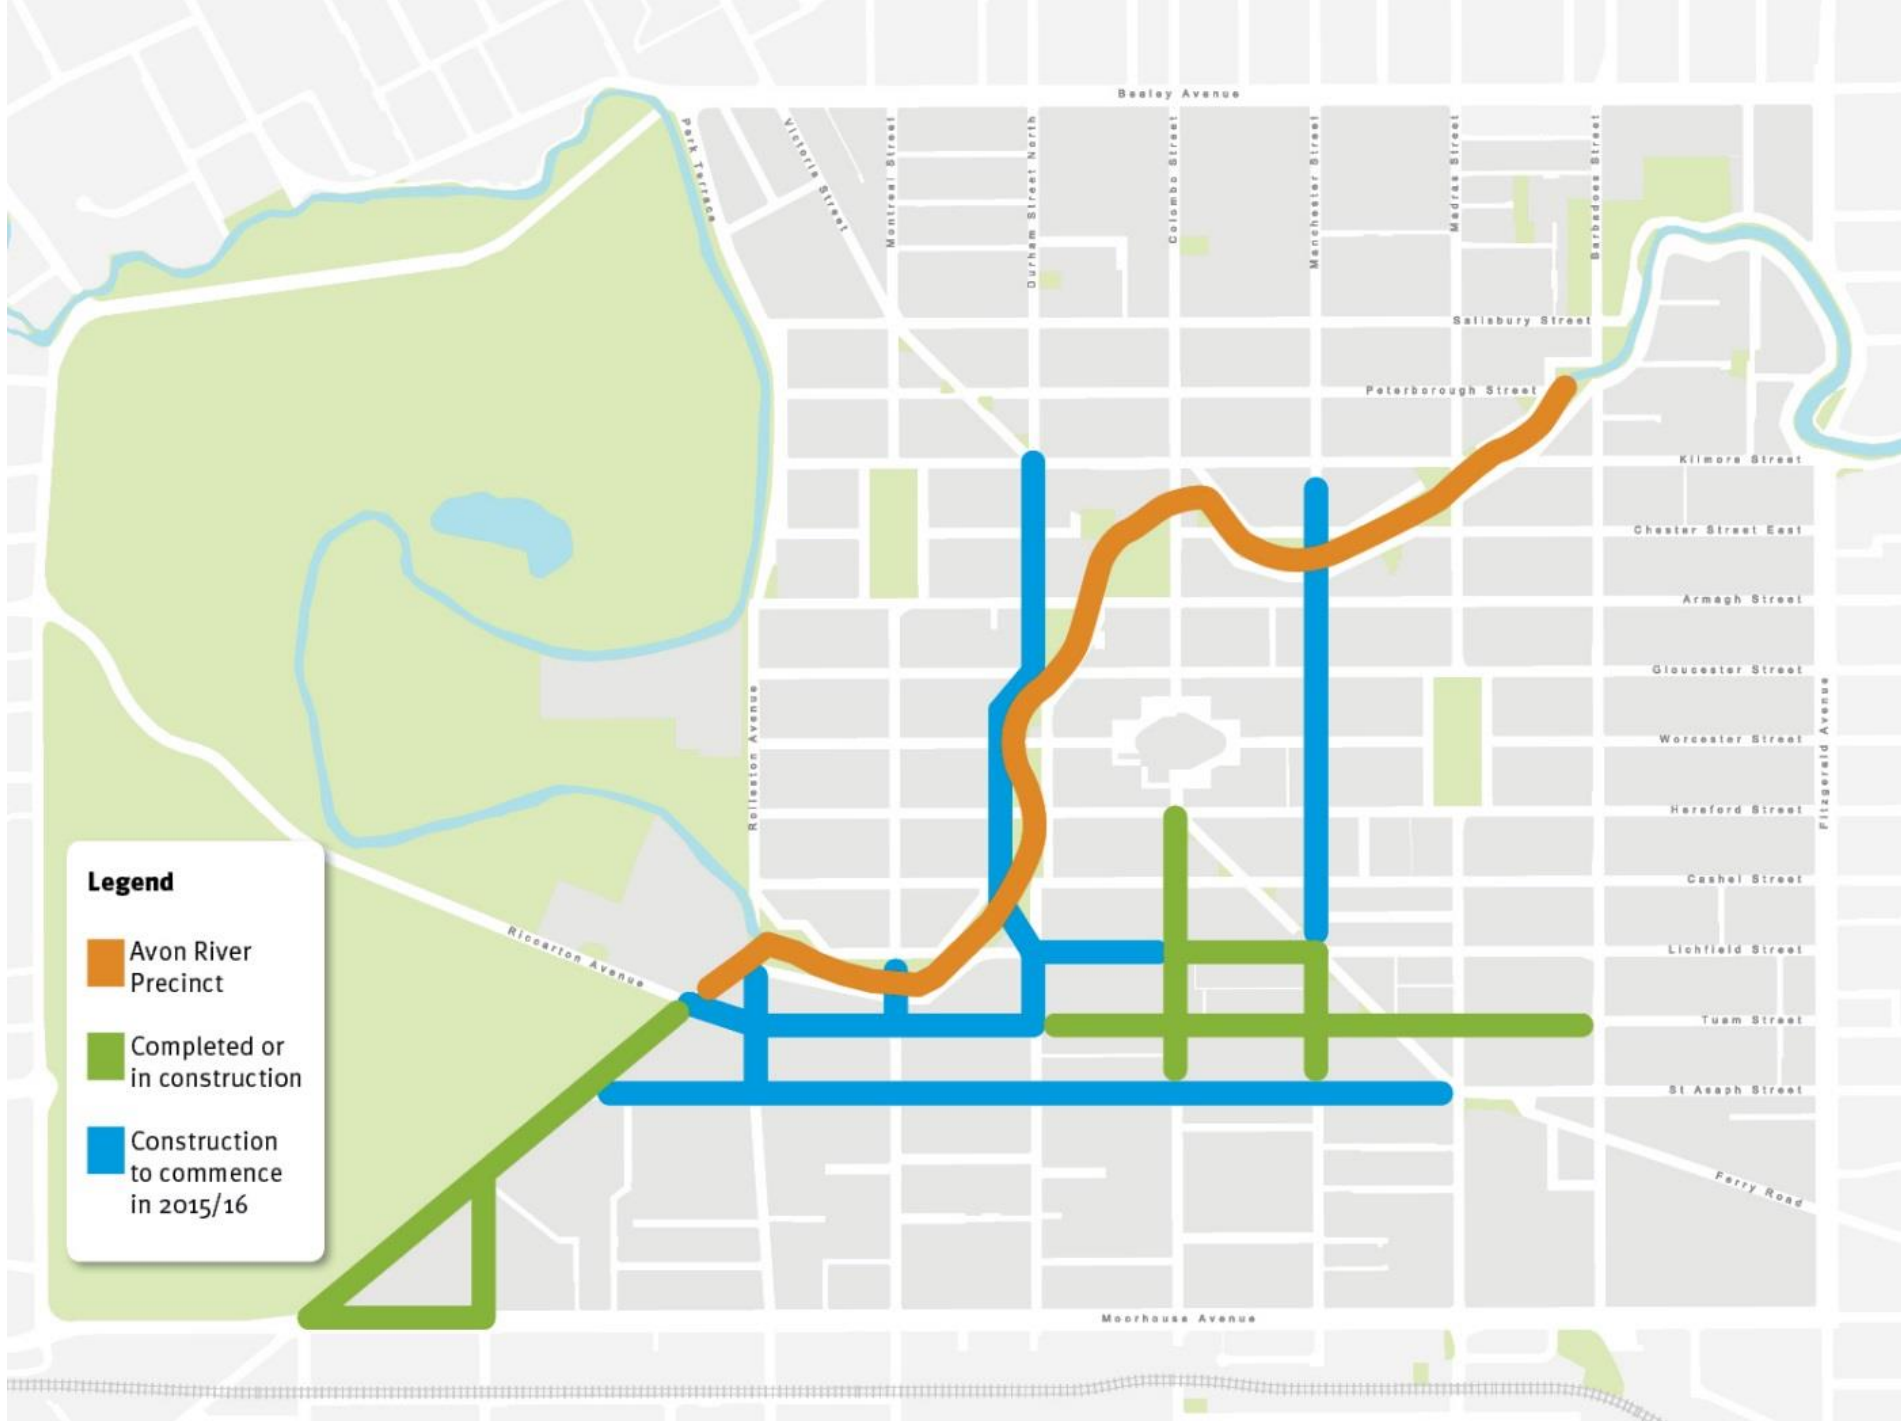 Bealey Avenue
Park Terrace
Victoria Street
Montreal Street
Durham Street North
Colombo Street
Manchester Street
Madras Street
Barbadoes Street
Salisbury Street
Peterborough Street
Kilmore Street
Chester Street East
Armagh Street
Gloucester Street
Rolleston Avenue
Fitzgerald Avenue
Worcester Street
Hereford Street
Cashel Street
Riccarton Avenue
Lichfield Street
Tuam Street
St Asaph Street
Ferry Road
Moorhouse Avenue
Legend
Avon River
Precinct
Completed or
in construction
Construction
to commence
in 2015/16